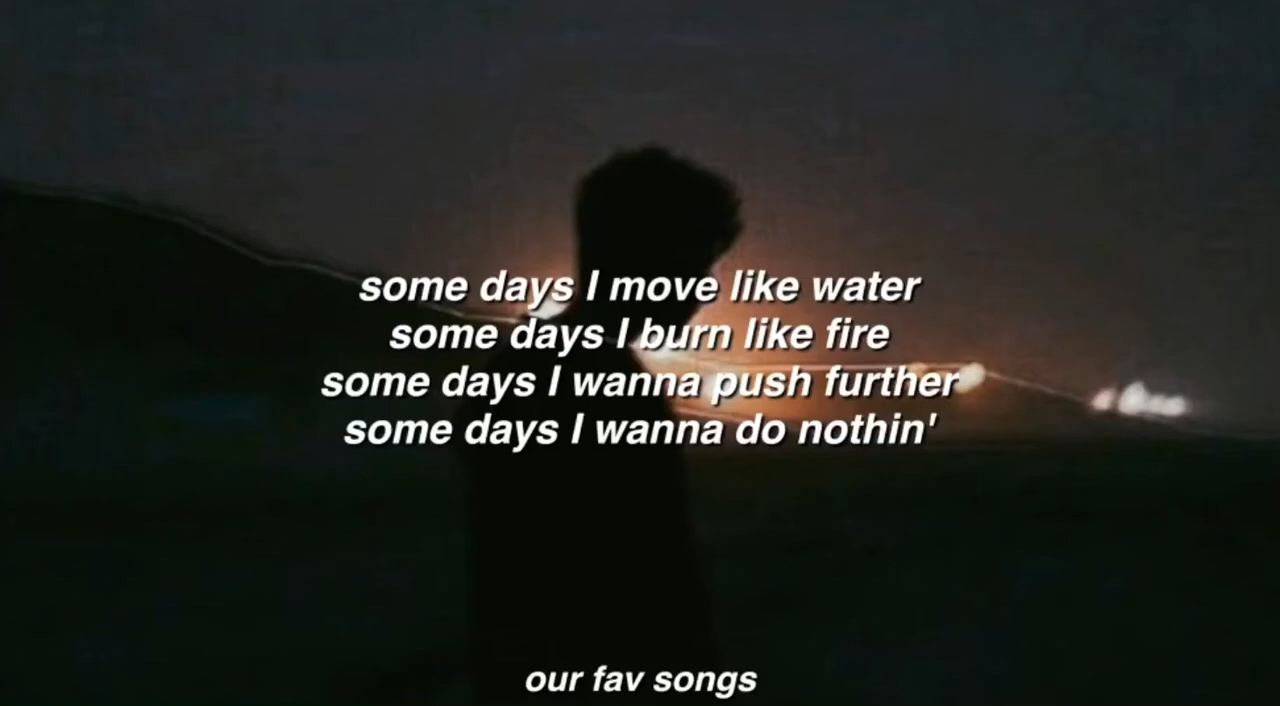 some days I move like water
some days I burn like fire
some days I wanna push further
some days I wanna do nothin'
our fav songs